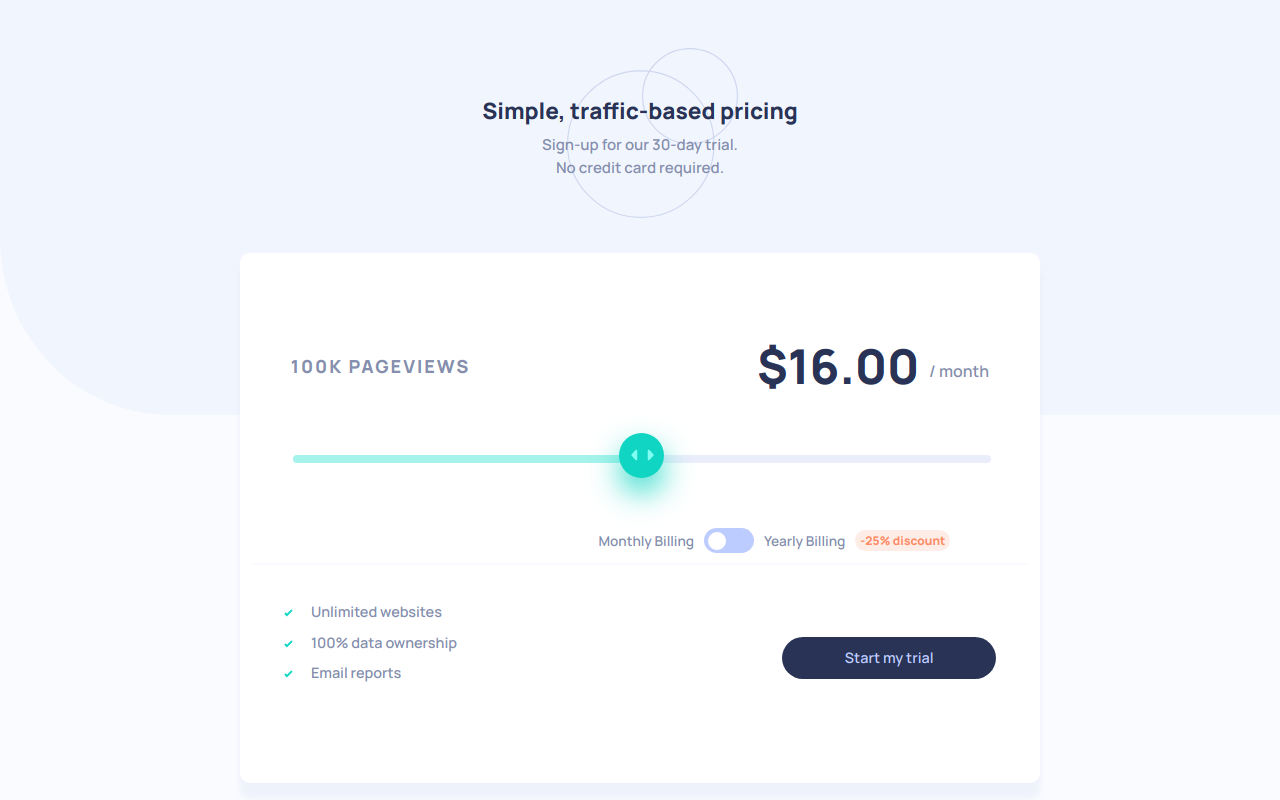 Simple, traffic-based pricing
Sign-up for our 30-day trial.
No credit card required.
100K PAGEVIEWS
$16.00 / month
Monthly Billing
Yearly Billing
-25% discount
Unlimited websites
100% data ownership
Email reports
Start my trial